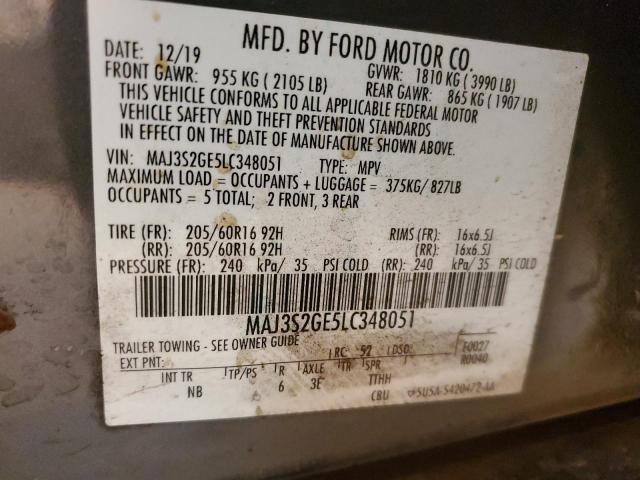 MFD. BY FORD MOTOR CO.
DATE: 12/19 GVWR: 1810 KG ( 3990 LB)
FRONT GAWR: 955 KG ( 2105 LB) REAR GAWR: 865 KG ( 1907 LB)
THIS VEHICLE CONFORMS TO ALL APPLICABLE FEDERAL MOTOR
VEHICLE SAFETY AND THEFT PREVENTION STANDARDS
IN EFFECT ON THE DATE OF MANUFACTURE SHOWN ABOVE.
VIN: MAJ3S2GE5LC348051 TYPE: MPV
MAXIMUM LOAD = OCCUPANTS + LUGGAGE = 375KG/ 827LB
OCCUPANTS = 5 TOTAL; 2 FRONT, 3 REAR
TIRE (FR): 205/60R16 92H RIMS (FR): 16x6.5J
(RR): 205/60R16 92H (RR): 16x6.5J
PRESSURE (FR): 240 kPa/ 35 PSI COLD (RR): 240 kPa/ 35 PSI COLD
MAJ3S2GE5LC348051
TRAILER TOWING - SEE OWNER GUIDE
EXT PNT: RC: 92 DSO: F0027
R0040
INT TR TP/PS R AXLE TR SPR
NB 6 3E TTHH
CBU